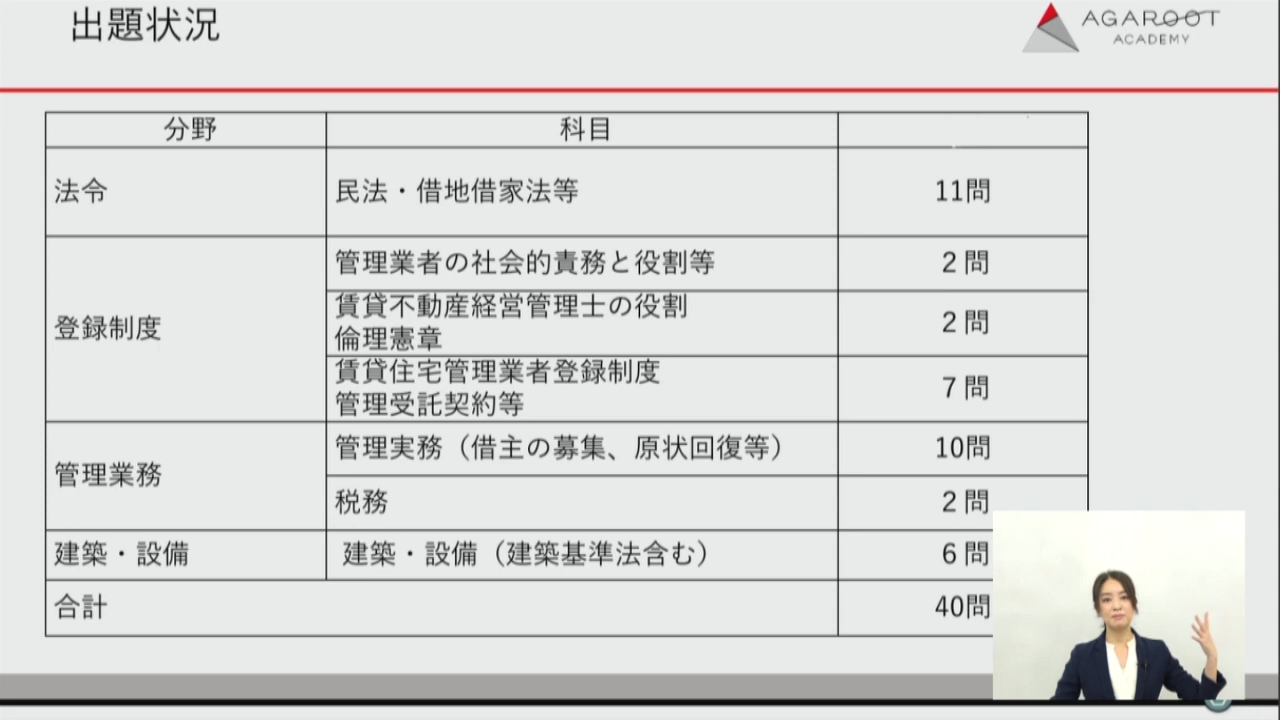 出題状況
AGAROOT
ACADEMY
分野 科目
法令 民法・借地借家法等 11問
登録制度 管理業者の社会的責務と役割等 2問
賃貸不動産経営管理士の役割
倫理憲章 2問
賃貸住宅管理業者登録制度
管理受託契約等 7問
管理業務 管理実務（借主の募集、原状回復等） 10問
税務 2問
建築・設備 建築・設備（建築基準法含む） 6問
合計 40問